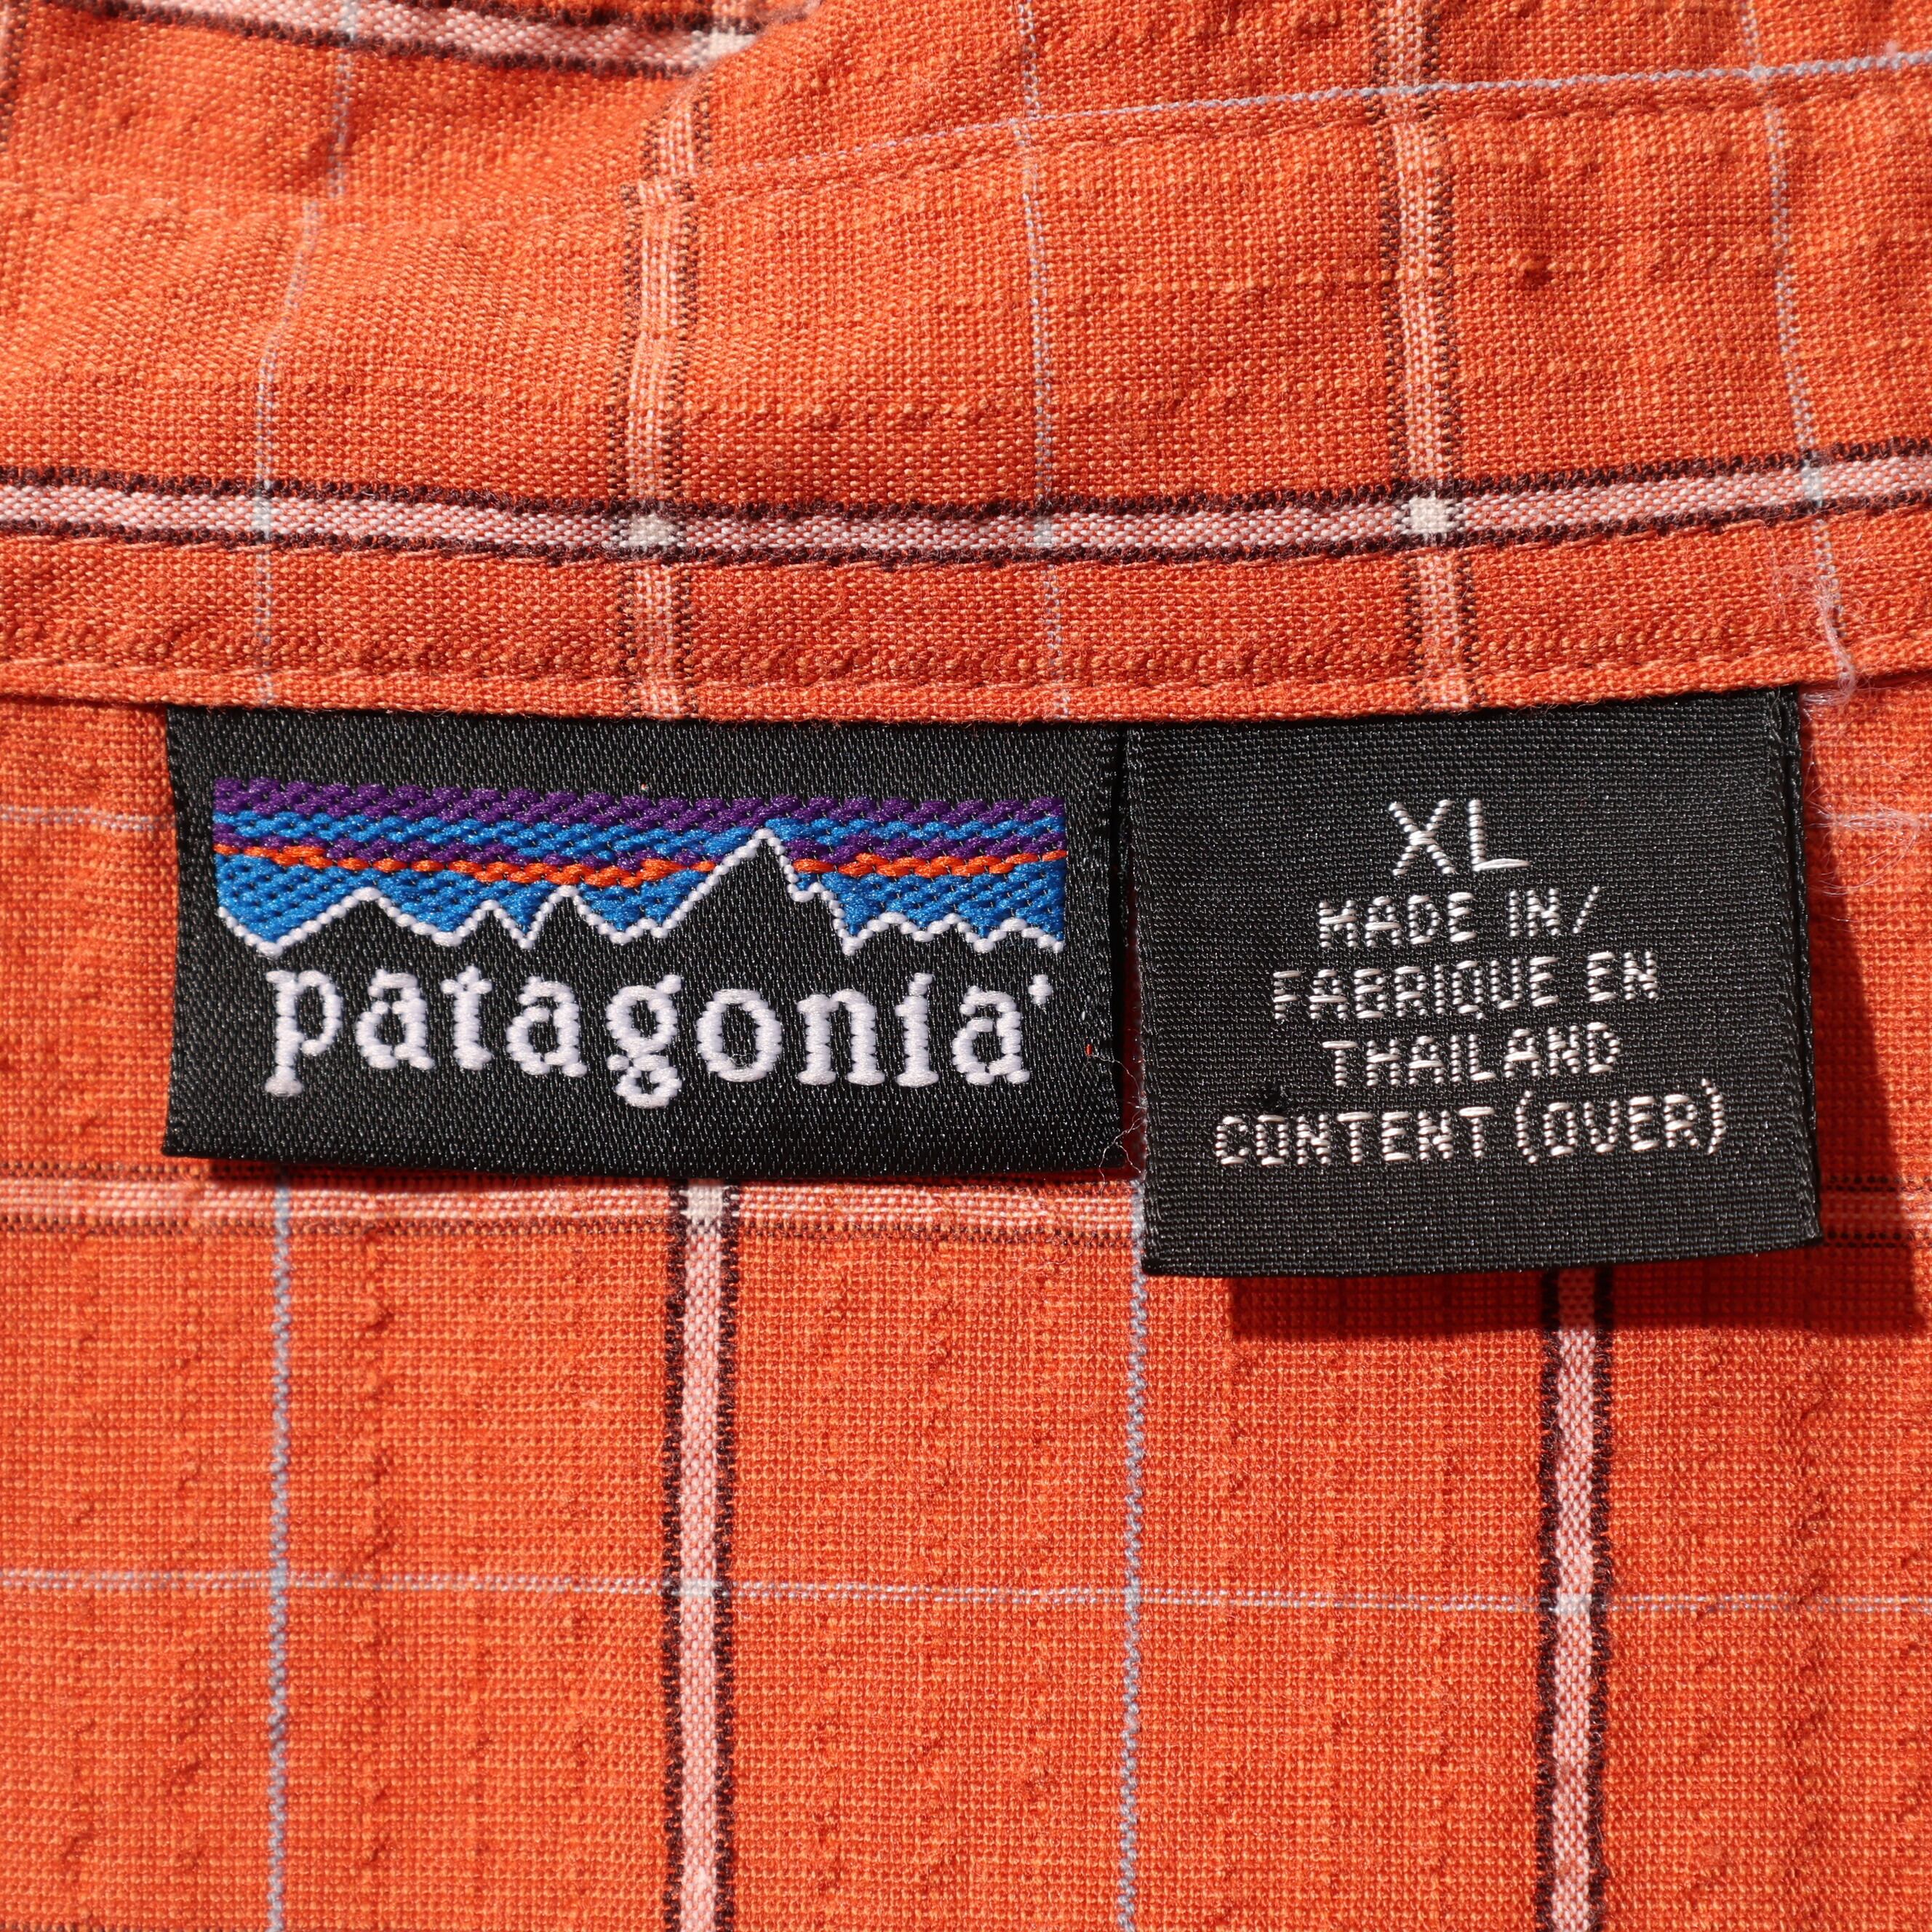 patagonia
XL
MADE IN/
FABRIQUE EN
THAILAND
CONTENT (OVER)